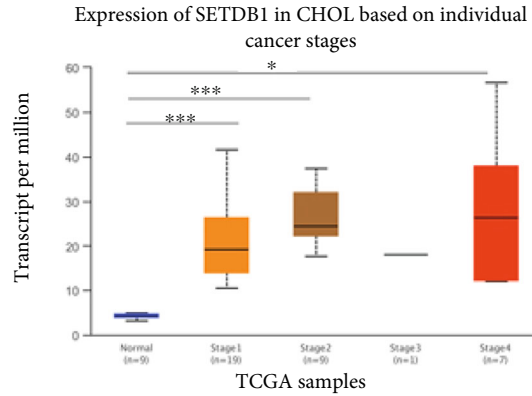 Expression of SETDB1 in CHOL based on individual
cancer stages
Transcript per million
60
50
40
30
20
10
0
*
***
***
Normal Stage1 Stage2 Stage3 Stage4
(n=9) (n=19) (n=9) (n=1) (n=7)
TCGA samples